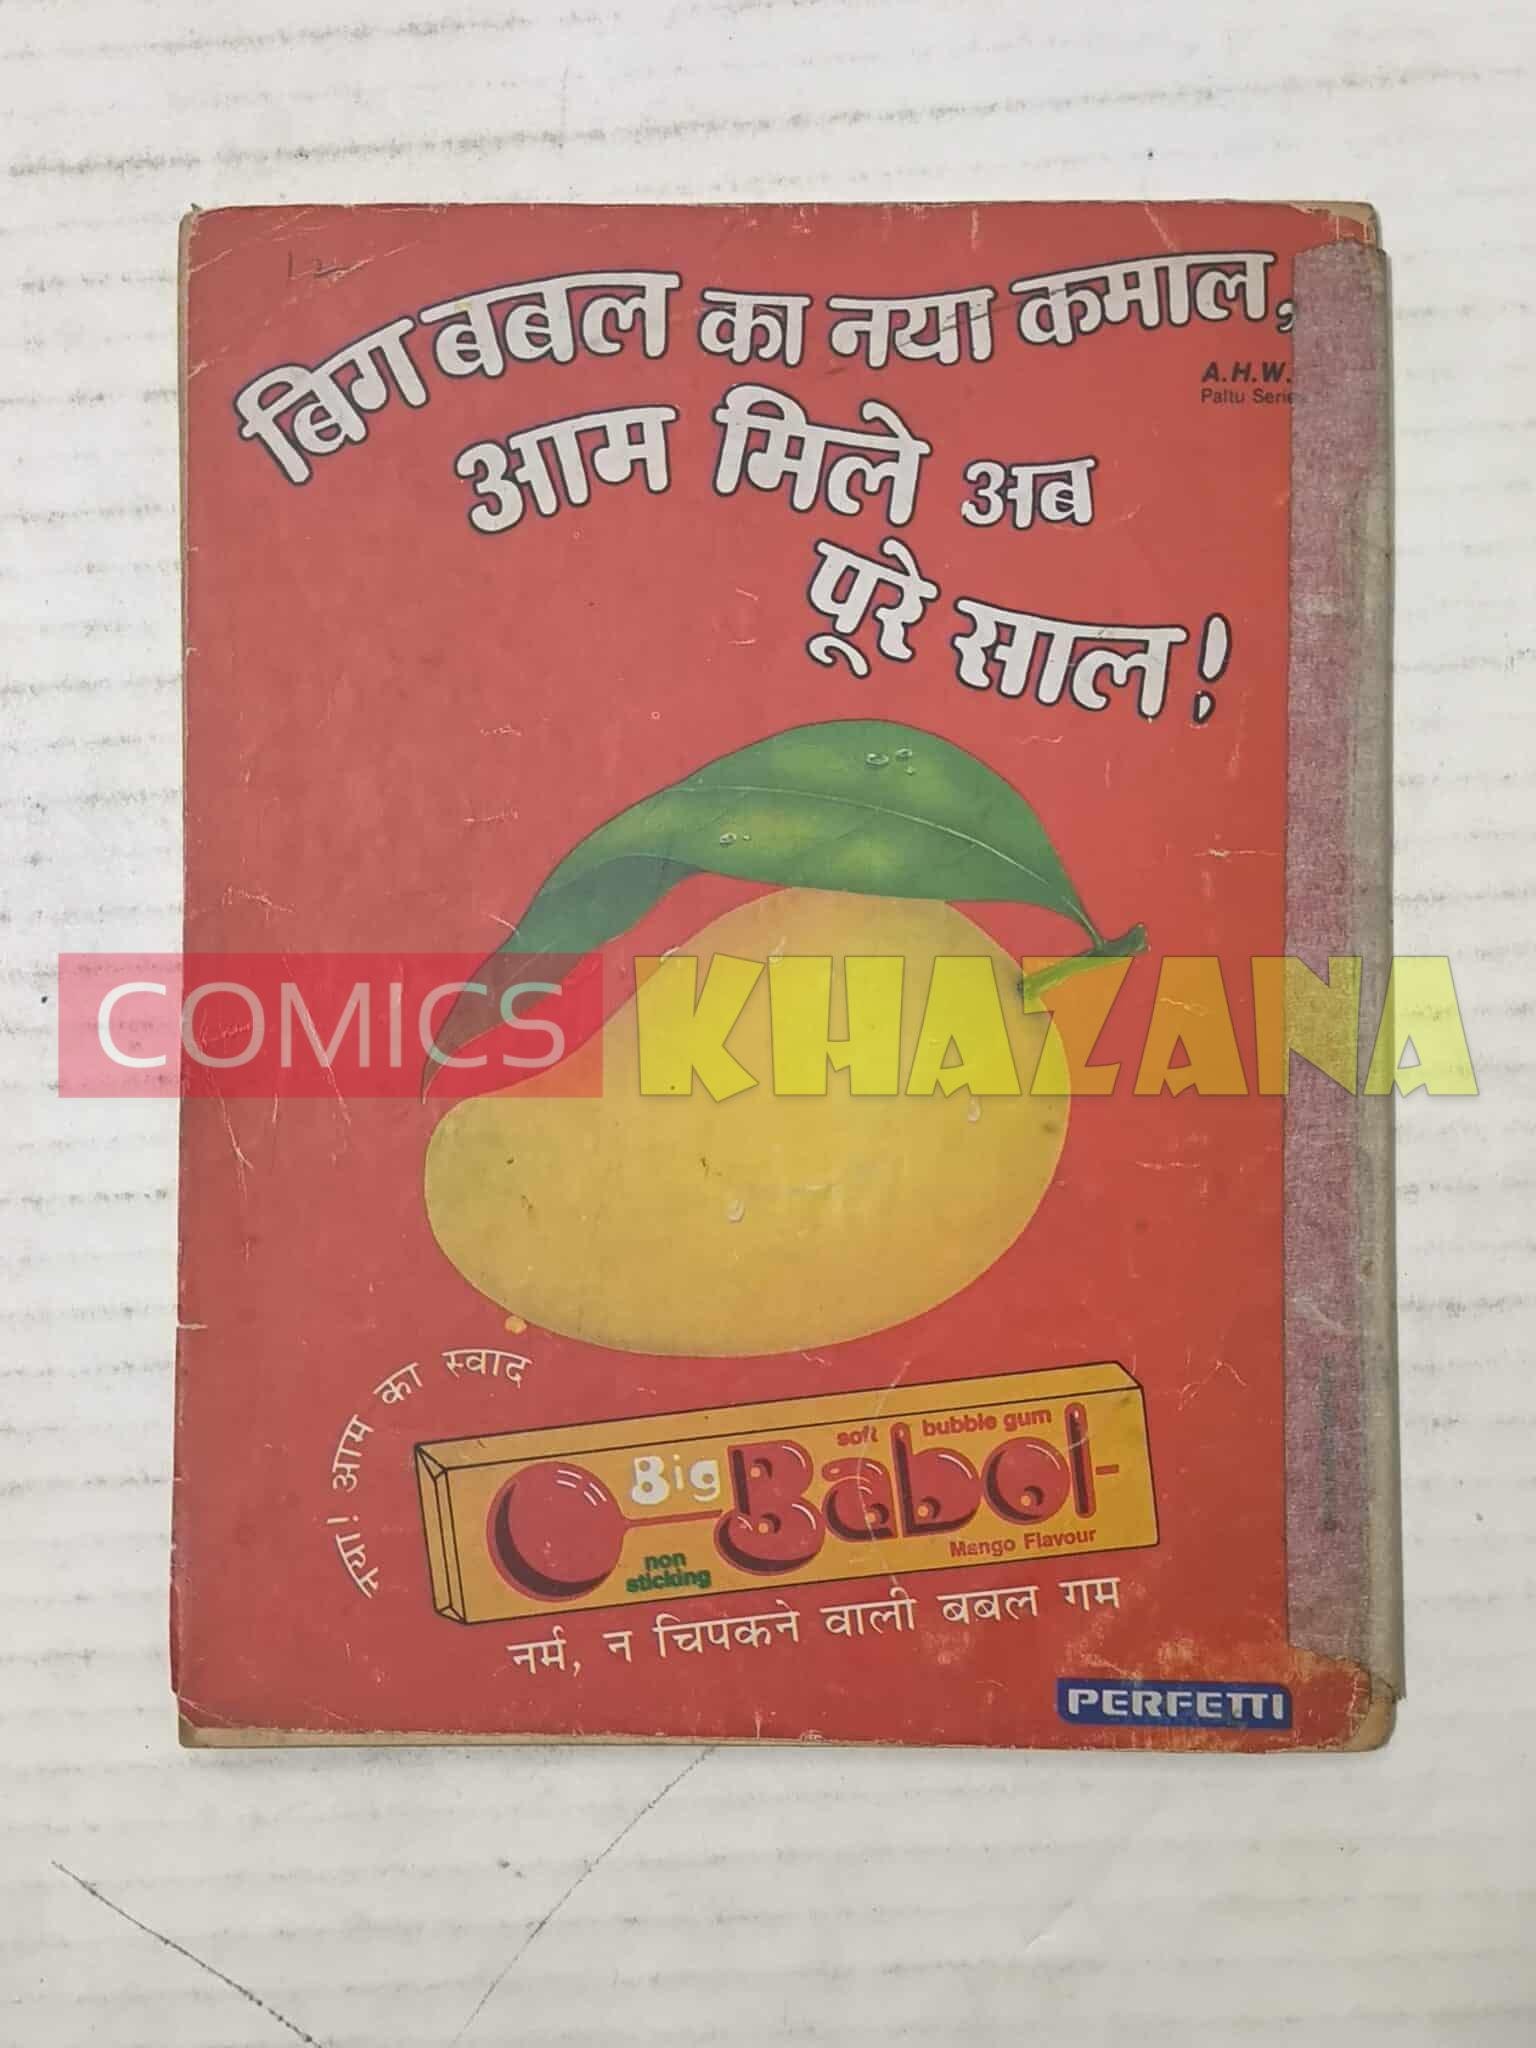 बिग बबल का नया कमाल,
A.H.W.
Paltu Serie
आम मिले अब
पूरे साल!
COMICS KHAZANA
नया! आम का स्वाद
Big Babol
soft bubble gum
non
sticking
Mango Flavour
नर्म, न चिपकने वाली बबल गम
PERFETTI